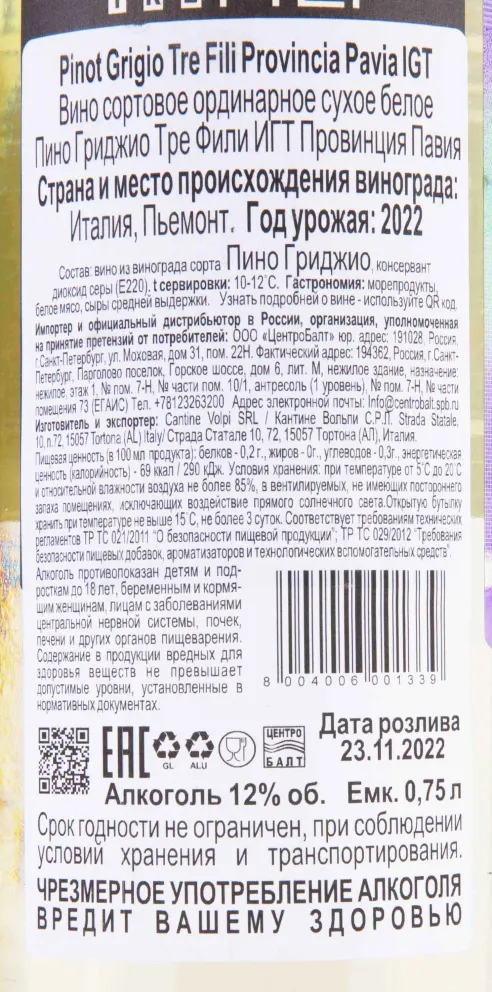 Pinot Grigio Tre Fili Provincia Pavia IGT
Вино сортовое ординарное сухое белое
Пино Гриджио Тре Фили ИГТ Провинция Павия
Страна и место происхождения винограда:
Италия, Пьемонт. Год урожая: 2022
Состав: вино из винограда сорта Пино Гриджио, консервант
диоксид серы (Е220). t сервировки: 10-12˚С. Гастрономия: морепродукты,
белое мясо, сыры средней выдержки. Узнать подробней о вине - используйте QR код.
Импортер и официальный дистрибьютор в России, организация, уполномоченная
на принятие претензий от потребителей: ООО «ЦентроБалт» юр. адрес: 191028, Россия,
г.Санкт-Петербург, ул. Моховая, дом 31, пом. 22Н. Фактический адрес: 194362, Россия, г.Санкт-
Петербург, Парголово поселок, Горское шоссе, дом 6, лит. М, нежилое здание, назначение:
нежилое, этаж 1, № пом. 7-Н, № части пом. 10/1, антресоль (1 уровень), № пом. 7-Н, № части
помещения 73 (ЕГАИС) Тел. +78123263200 Адрес электронной почты: Info@centrobalt.spb.ru
Изготовитель и экспортер: Cantine Volpi SRL / Кантине Вольпи С.Р.Л. Strada Statale,
10, n.72, 15057 Tortona (AL) Italy/ Страда Статале 10, 72, 15057 Тортона (АЛ), Италия.
Пищевая ценность (в 100 мл продукта): белков - 0,2 г., жиров - 0г., углеводов - 0,3г., энергетическая
ценность (калорийность) - 69 ккал / 290 кДж. Условия хранения: при температуре от 5˚С до 20 С
и относительной влажности воздуха не более 85%, в вентилируемых, не имеющих постороннего
запаха помещениях, исключающих воздействие прямого солнечного света.Открытую бутылку
хранить при температуре не выше 15˚С, не более 3 суток. Соответствует требованиям технических
регламентов ТР ТС 021/2011 "О безопасности пищевой продукции"; ТР ТС 029/2012 "Требования
безопасности пищевых добавок, ароматизаторов и технологических вспомогательных средств".
Алкоголь противопоказан детям и под-
росткам до 18 лет, беременным и кормя-
щим женщинам, лицам с заболеваниями
центральной нервной системы, почек,
печени и других органов пищеварения.
Содержание в продукции вредных для
здоровья веществ не превышает
допустимые уровни, установленные в
нормативных документах.
8 004006 001339
EAC
GL
ALU
ЦЕНТРО
БАЛТ
Дата розлива
23.11.2022
Алкоголь 12% об. Емк. 0,75 л
Срок годности не ограничен, при соблюдении
условий хранения и транспортирования.
ЧРЕЗМЕРНОЕ УПОТРЕБЛЕНИЕ АЛКОГОЛЯ
ВРЕДИТ ВАШЕМУ ЗДОРОВЬЮ